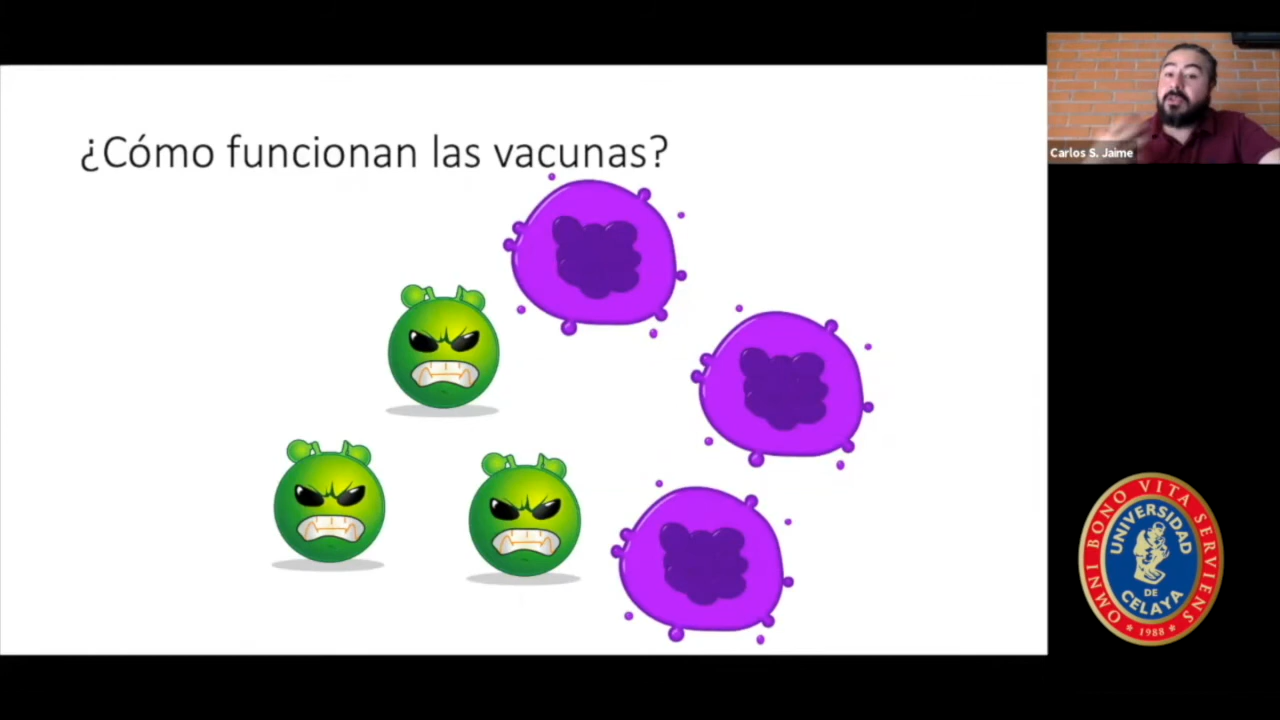 ¿Cómo funcionan las vacunas?
Carlos S. Jaime
OMNI BONO VITA SERVIENS
UNIVERSIDAD
DE
CELAYA
1988